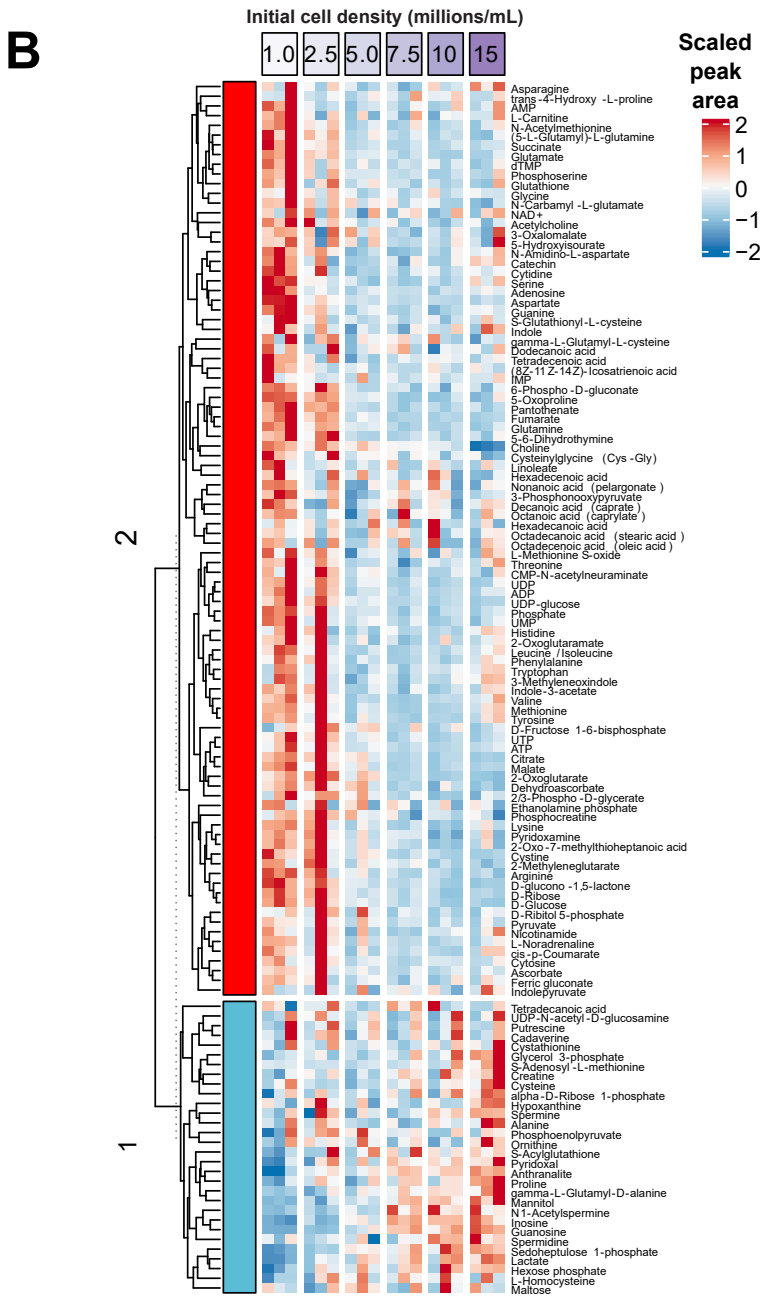 B
Initial cell density (millions/mL)
1.0 2.5 5.0 7.5 10 15
Scaled
peak
area
2
1
0
−1
−2
2
1
Asparagine
trans-4-Hydroxy-L-proline
AMP
L-Carnitine
N-Acetylmethionine
(5-L-Glutamyl)-L-glutamine
Succinate
Glutamate
dTMP
Phosphoserine
Glutathione
Glycine
N-Carbamyl-L-glutamate
NAD+
Acetylcholine
3-Oxalomalate
5-Hydroxyisourate
N-Amidino-L-aspartate
Catechin
Cytidine
Serine
Adenosine
Aspartate
Guanine
S-Glutathionyl-L-cysteine
Indole
gamma-L-Glutamyl-L-cysteine
Dodecanoic acid
Tetradecenoic acid
(8Z-11Z-14Z)-Icosatrienoic acid
IMP
6-Phospho-D-gluconate
5-Oxoproline
Pantothenate
Fumarate
Glutamine
5-6-Dihydrothymine
Choline
Cysteinylglycine (Cys-Gly)
Linoleate
Hexadecenoic acid
Nonanoic acid (pelargonate)
3-Phosphonooxypyruvate
Decanoic acid (caprate)
Octanoic acid (caprylate)
Hexadecanoic acid
Octadecanoic acid (stearic acid)
Octadecenoic acid (oleic acid)
L-Methionine S-oxide
Threonine
CMP-N-acetylneuraminate
UDP
ADP
UDP-glucose
Phosphate
UMP
Histidine
2-Oxoglutaramate
Leucine/Isoleucine
Phenylalanine
Tryptophan
3-Methyleneoxindole
Indole-3-acetate
Valine
Methionine
Tyrosine
D-Fructose 1-6-bisphosphate
UTP
ATP
Citrate
Malate
2-Oxoglutarate
Dehydroascorbate
2/3-Phospho-D-glycerate
Ethanolamine phosphate
Phosphocreatine
Lysine
Pyridoxamine
2-Oxo-7-methylthioheptanoic acid
Cystine
2-Methyleneglutarate
Arginine
D-glucono-1,5-lactone
D-Ribose
D-Glucose
D-Ribitol 5-phosphate
Pyruvate
Nicotinamide
L-Noradrenaline
cis-p-Coumarate
Cytosine
Ascorbate
Ferric gluconate
Indolepyruvate
Tetradecanoic acid
UDP-N-acetyl-D-glucosamine
Putrescine
Cadaverine
Cystathionine
Glycerol 3-phosphate
S-Adenosyl-L-methionine
Creatine
Cysteine
alpha-D-Ribose 1-phosphate
Hypoxanthine
Spermine
Alanine
Phosphoenolpyruvate
Ornithine
S-Acylglutathione
Pyridoxal
Anthranilate
Proline
gamma-L-Glutamyl-D-alanine
Mannitol
N1-Acetylspermine
Inosine
Guanosine
Spermidine
Sedoheptulose 1-phosphate
Lactate
Hexose phosphate
L-Homocysteine
Maltose